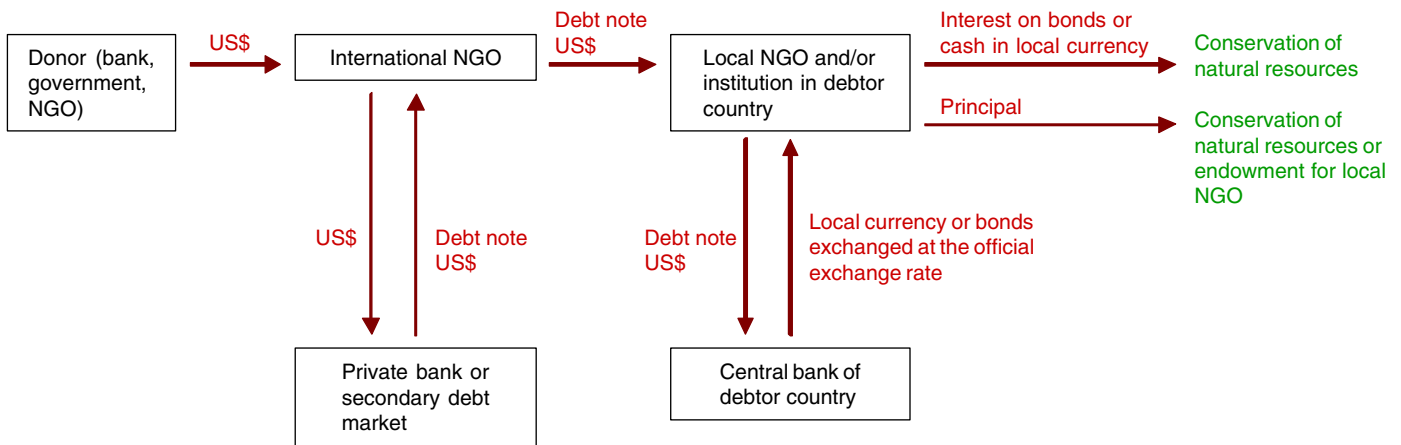 Donor (bank,
government,
NGO)
US$
International NGO
Debt note
US$
Local NGO and/or
institution in debtor
country
Interest on bonds or
cash in local currency
Conservation of
natural resources
Principal
Conservation of
natural resources or
endowment for local
NGO
US$
Debt note
US$
Debt note
US$
Local currency or bonds
exchanged at the official
exchange rate
Private bank or
secondary debt
market
Central bank of
debtor country